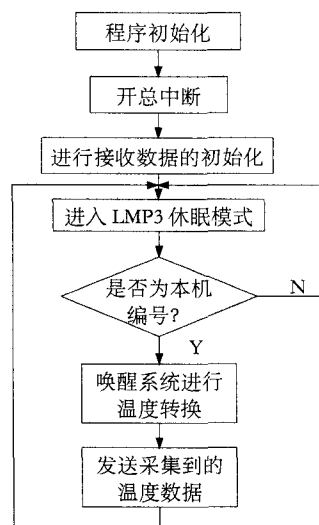 程序初始化
开总中断
进行接收数据的初始化
进入 LMP3 休眠模式
是否为本机
编号?
N
Y
唤醒系统进行
温度转换
发送采集到的
温度数据